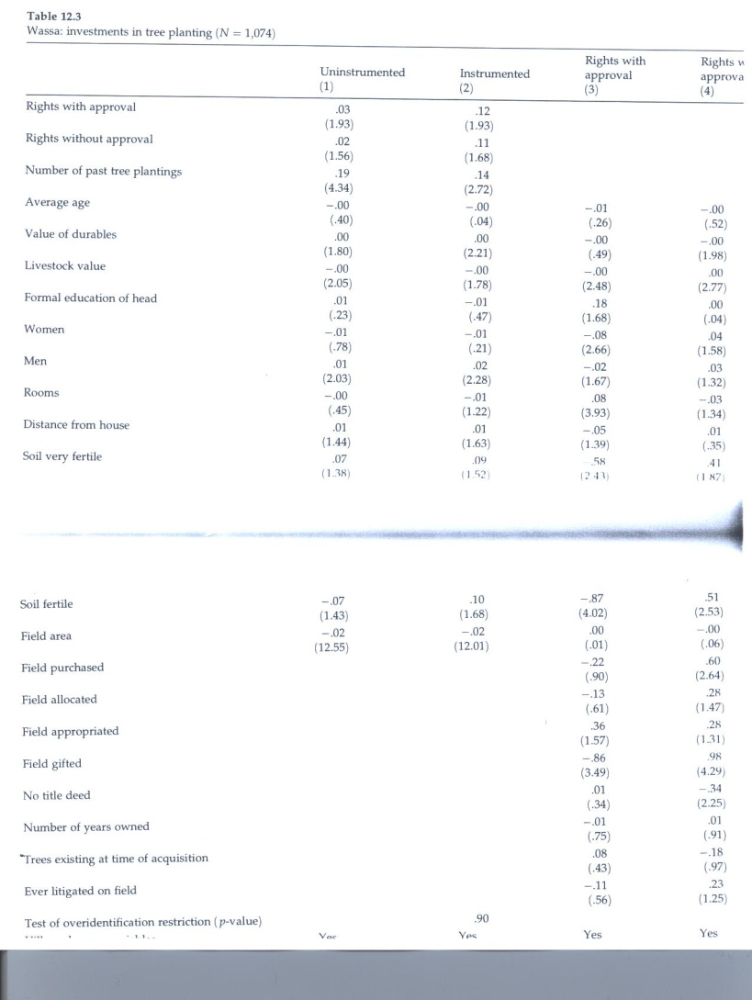 Table 12.3
Wassa: investments in tree planting (N = 1,074)
Uninstrumented (1) Instrumented (2) Rights with approval (3) Rights approva (4)
Rights with approval .03 .12
(1.93) (1.93)
Rights without approval .02 .11
(1.56) (1.68)
Number of past tree plantings .19 .14
(4.34) (2.72)
Average age −.00 −.00 −.01 −.00
(.40) (.04) (.26) (.52)
Value of durables .00 .00 −.00 −.00
(1.80) (2.21) (.49) (1.98)
Livestock value −.00 −.00 −.00 .00
(2.05) (1.78) (2.48) (2.77)
Formal education of head .01 −.01 .18 .00
(.23) (.47) (1.68) (.04)
Women −.01 −.01 −.08 .04
(.78) (.21) (2.66) (1.58)
Men .01 .02 −.02 .03
(2.03) (2.28) (1.67) (1.32)
Rooms −.00 −.01 .08 −.03
(.45) (1.22) (3.93) (1.34)
Distance from house .01 .01 −.05 .01
(1.44) (1.63) (1.39) (.35)
Soil very fertile .07 .09 −.58 .41
(1.38) (1.52) (2.43) (1.87)
Soil fertile −.07 .10 −.87 .51
(1.43) (1.68) (4.02) (2.53)
Field area −.02 −.02 .00 −.00
(12.55) (12.01) (.01) (.06)
Field purchased −.22 .60
(.90) (2.64)
Field allocated −.13 .28
(.61) (1.47)
Field appropriated .36 .28
(1.57) (1.31)
Field gifted −.86 .98
(3.49) (4.29)
No title deed .01 −.34
(.34) (2.25)
Number of years owned −.01 .01
(.75) (.91)
Trees existing at time of acquisition .08 −.18
(.43) (.97)
Ever litigated on field −.11 .23
(.56) (1.25)
Test of overidentification restriction (p-value) .90
Yes Yes Yes Yes